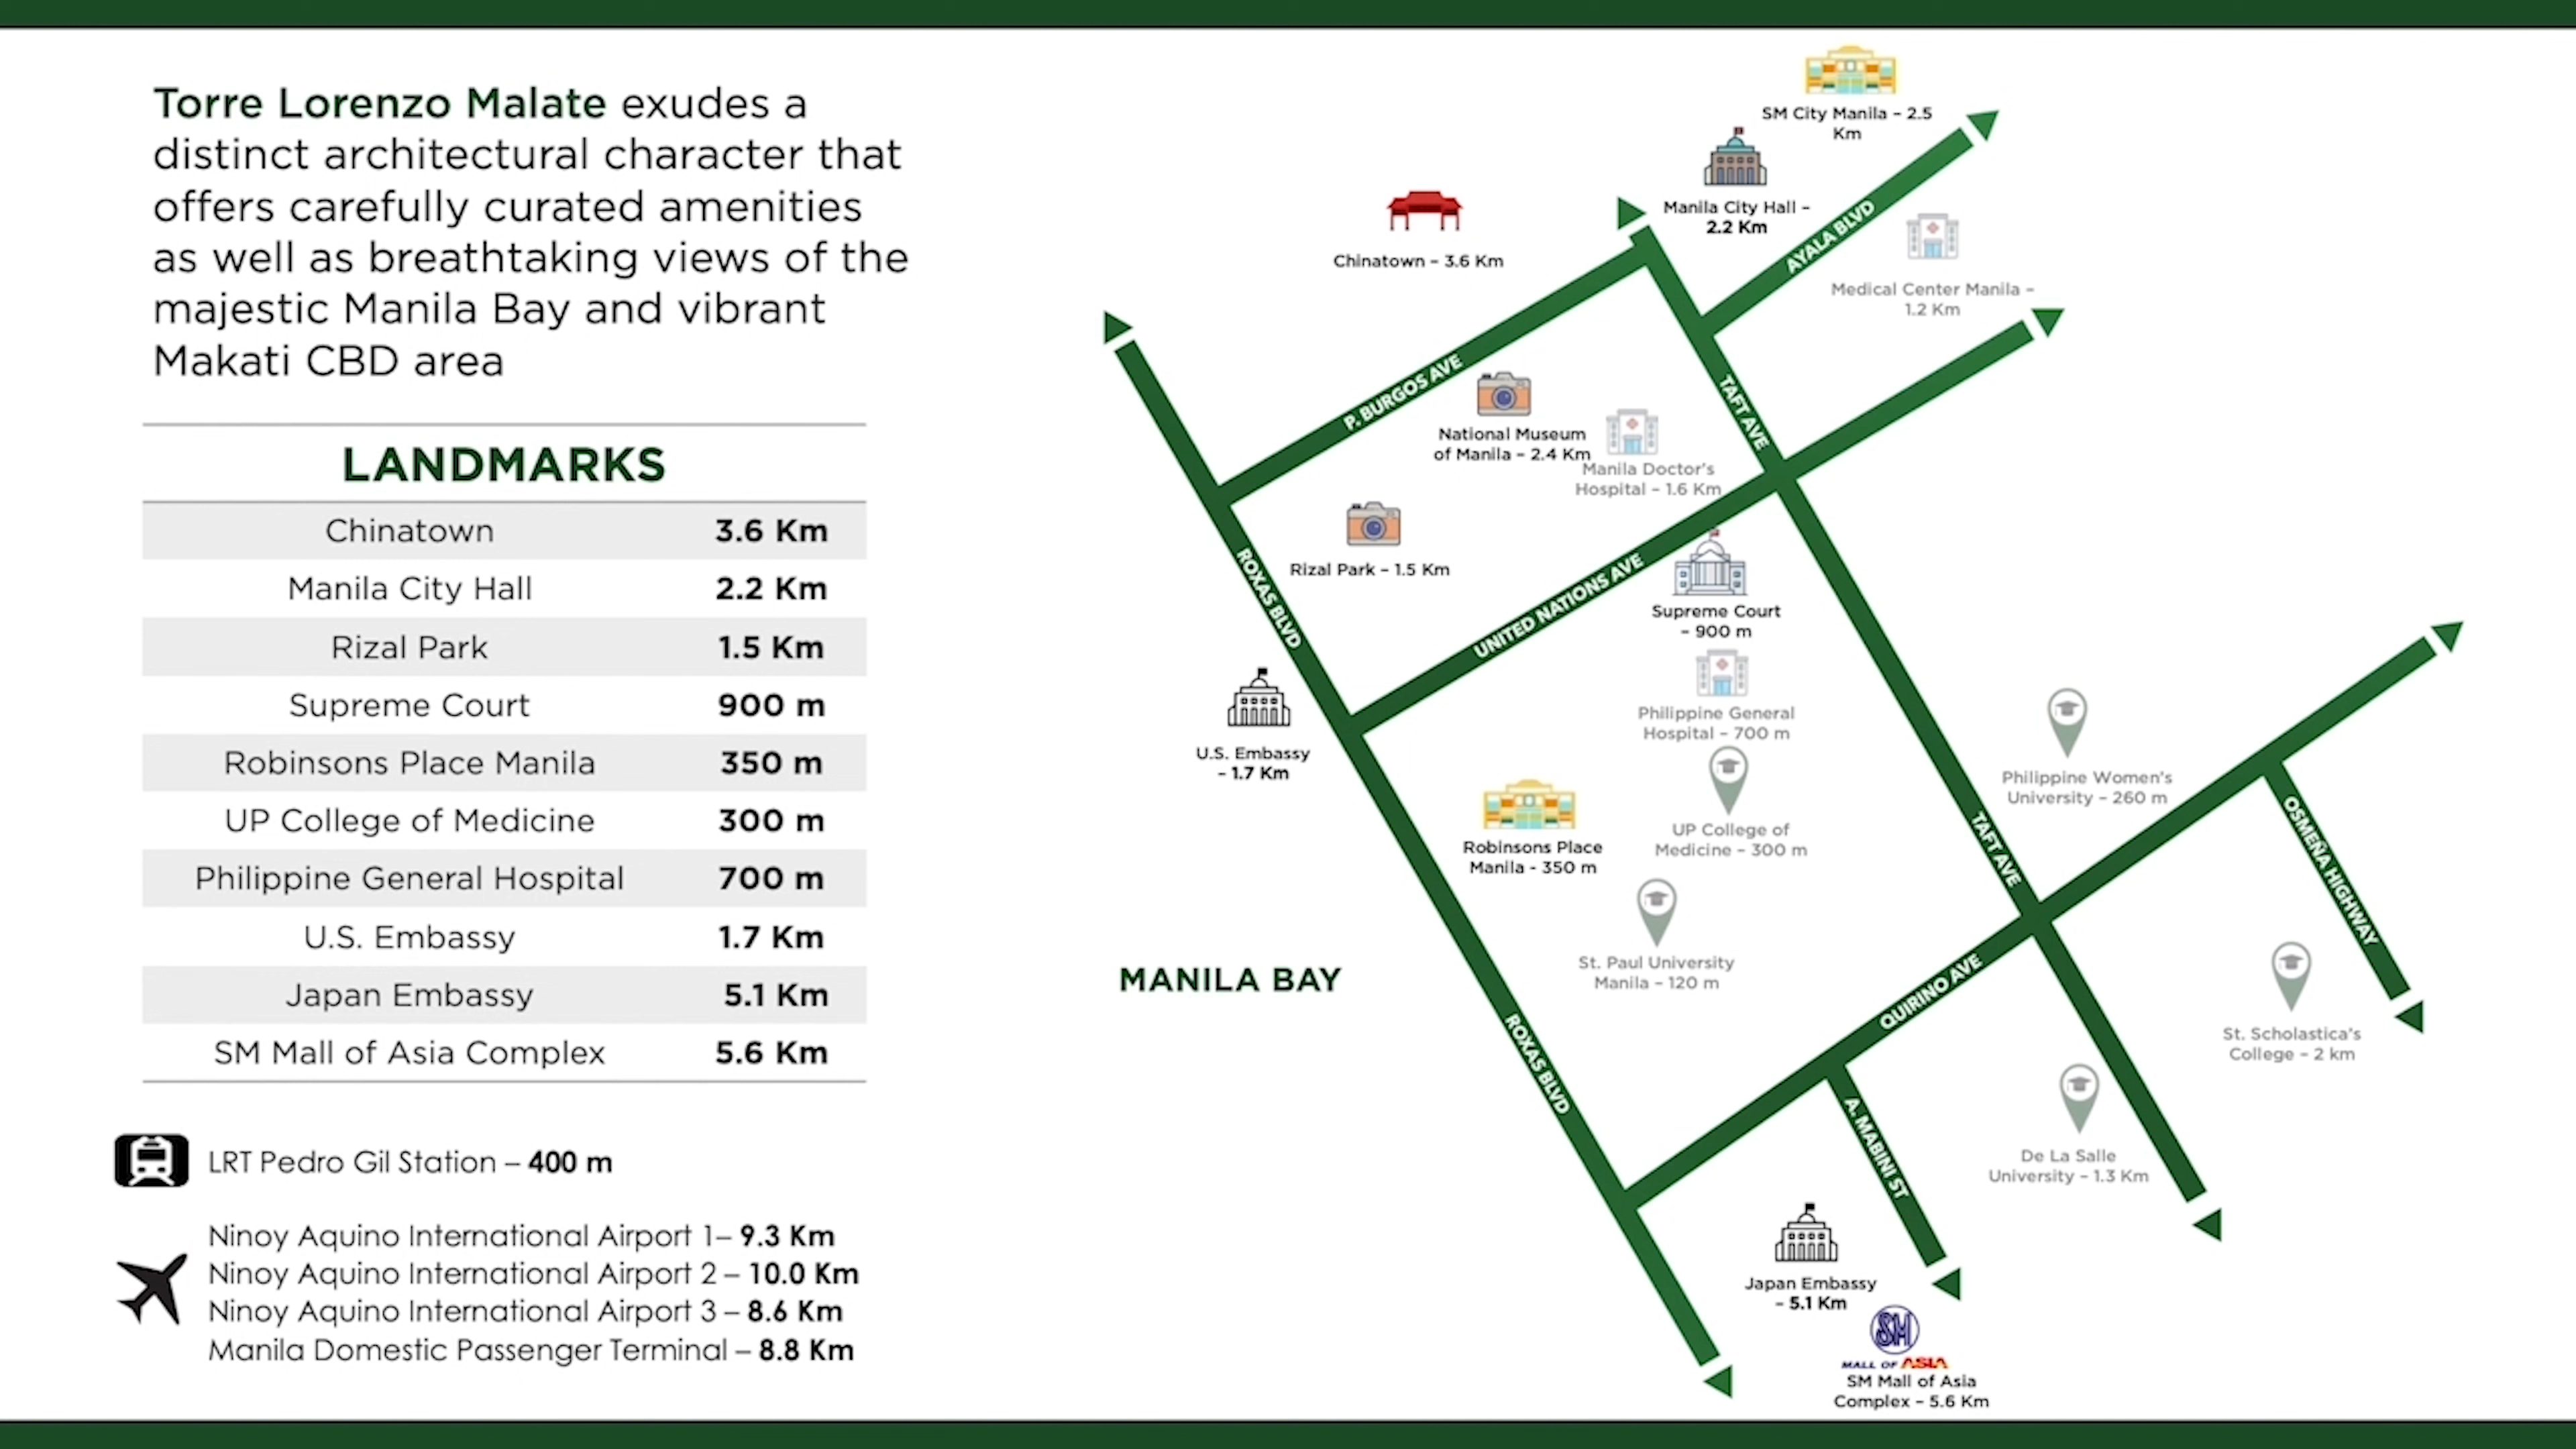 Torre Lorenzo Malate exudes a
distinct architectural character that
offers carefully curated amenities
as well as breathtaking views of the
majestic Manila Bay and vibrant
Makati CBD area
LANDMARKS
Chinatown 3.6 Km
Manila City Hall 2.2 Km
Rizal Park 1.5 Km
Supreme Court 900 m
Robinsons Place Manila 350 m
UP College of Medicine 300 m
Philippine General Hospital 700 m
U.S. Embassy 1.7 Km
Japan Embassy 5.1 Km
SM Mall of Asia Complex 5.6 Km
LRT Pedro Gil Station – 400 m
Ninoy Aquino International Airport 1– 9.3 Km
Ninoy Aquino International Airport 2 – 10.0 Km
Ninoy Aquino International Airport 3 – 8.6 Km
Manila Domestic Passenger Terminal – 8.8 Km
SM City Manila – 2.5
Km
Manila City Hall –
2.2 Km
Chinatown – 3.6 Km
AYALA BLVD
Medical Center Manila –
1.2 Km
P. BURGOS AVE
TAFT AVE
National Museum
of Manila – 2.4 Km
Manila Doctor's
Hospital – 1.6 Km
Rizal Park – 1.5 Km
ROXAS BLVD
UNITED NATIONS AVE
Supreme Court
– 900 m
Philippine General
Hospital – 700 m
U.S. Embassy
– 1.7 Km
Philippine Women's
University – 260 m
Robinsons Place
Manila - 350 m
UP College of
Medicine – 300 m
TAFT AVE
OSMEÑA HIGHWAY
St. Paul University
Manila – 120 m
MANILA BAY
QUIRINO AVE
ROXAS BLVD
St. Scholastica's
College – 2 km
A. MABINI ST
De La Salle
University – 1.3 Km
Japan Embassy
– 5.1 Km
SM
MALL OF ASIA
SM Mall of Asia
Complex – 5.6 Km